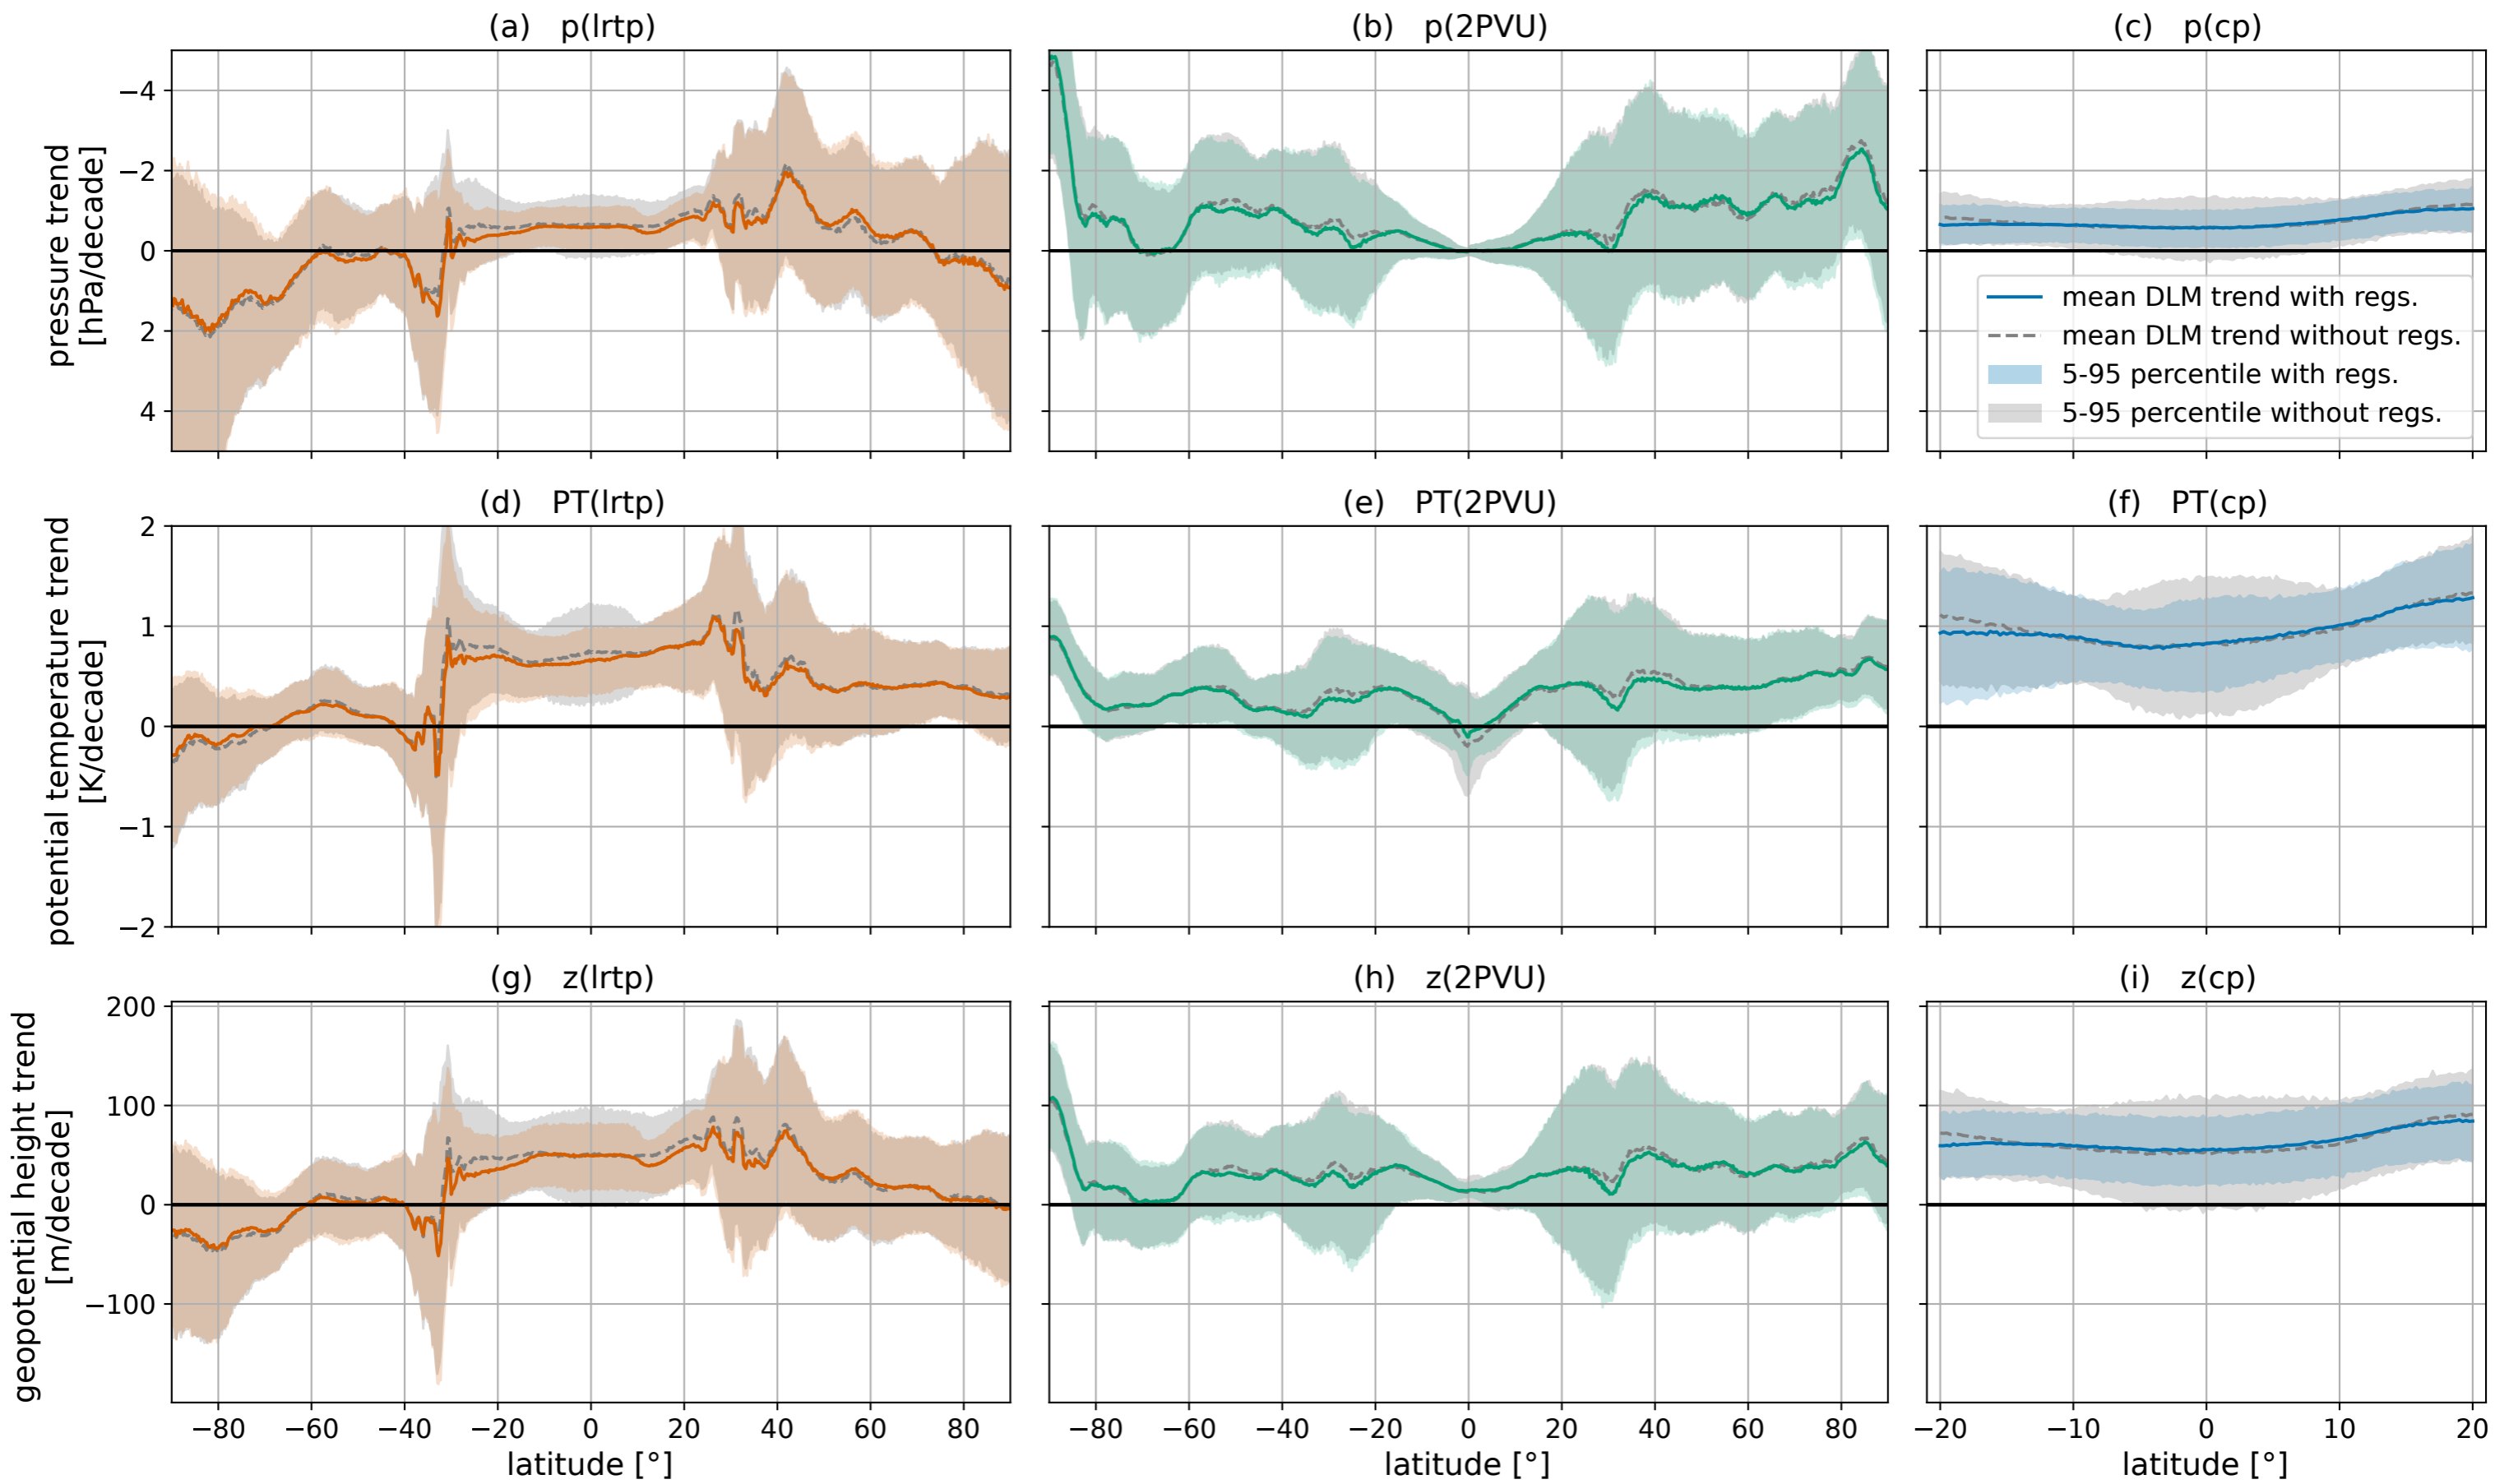 (a) p(lrtp)
(b) p(2PVU)
(c) p(cp)
pressure trend
[hPa/decade]
−4
−2
0
2
4
mean DLM trend with regs.
mean DLM trend without regs.
5-95 percentile with regs.
5-95 percentile without regs.
(d) PT(lrtp)
(e) PT(2PVU)
(f) PT(cp)
potential temperature trend
[K/decade]
2
1
0
−1
−2
(g) z(lrtp)
(h) z(2PVU)
(i) z(cp)
geopotential height trend
[m/decade]
200
100
0
−100
−80 −60 −40 −20 0 20 40 60 80
−80 −60 −40 −20 0 20 40 60 80
−20 −10 0 10 20
latitude [°]
latitude [°]
latitude [°]